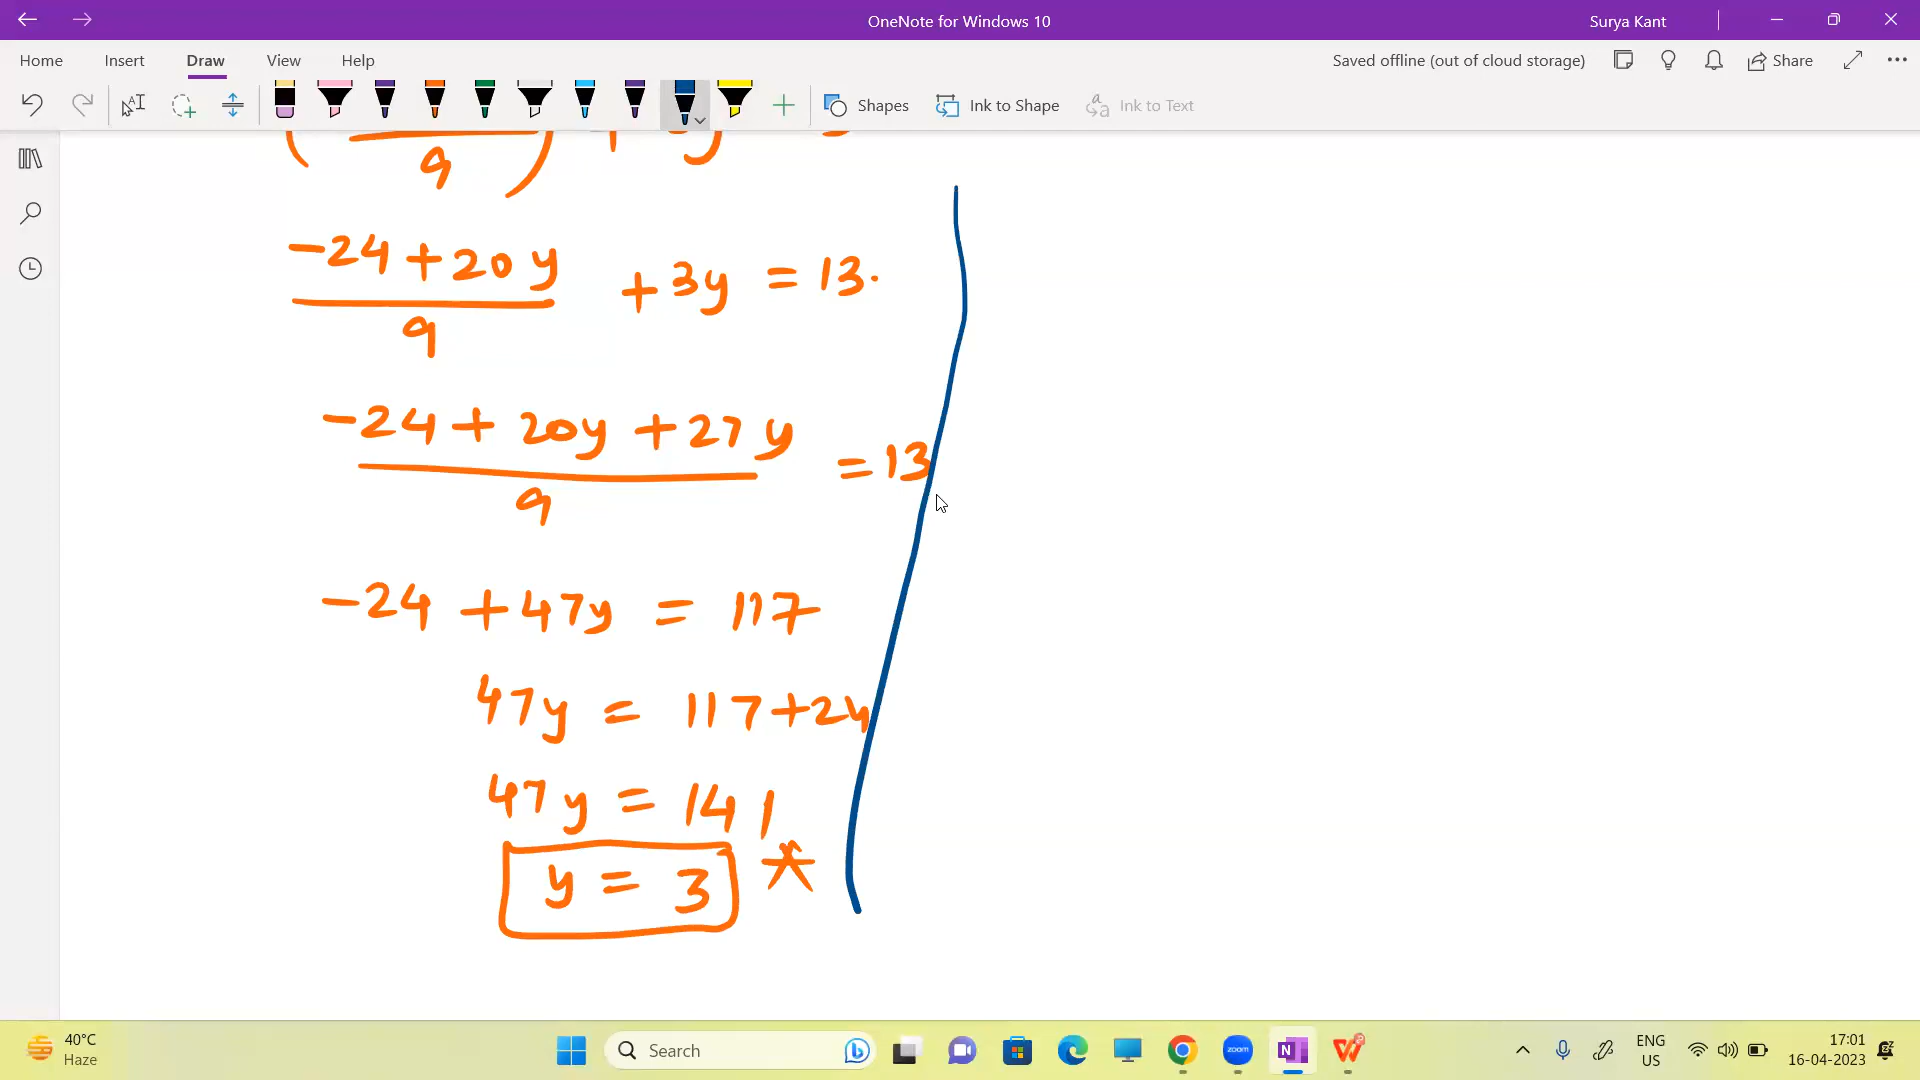 OneNote for Windows 10
Surya Kant
Home Insert Draw View Help
Saved offline (out of cloud storage)
Share
Shapes
Ink to Shape
Ink to Text
9
-24+20y
+3y = 13.
9
-24+ 20y +27y
= 13
9
-24 +47y = 117
47y = 117+24
47y = 141
y = 3
40°C
Haze
Search
zoom
ENG
US
17:01
16-04-2023